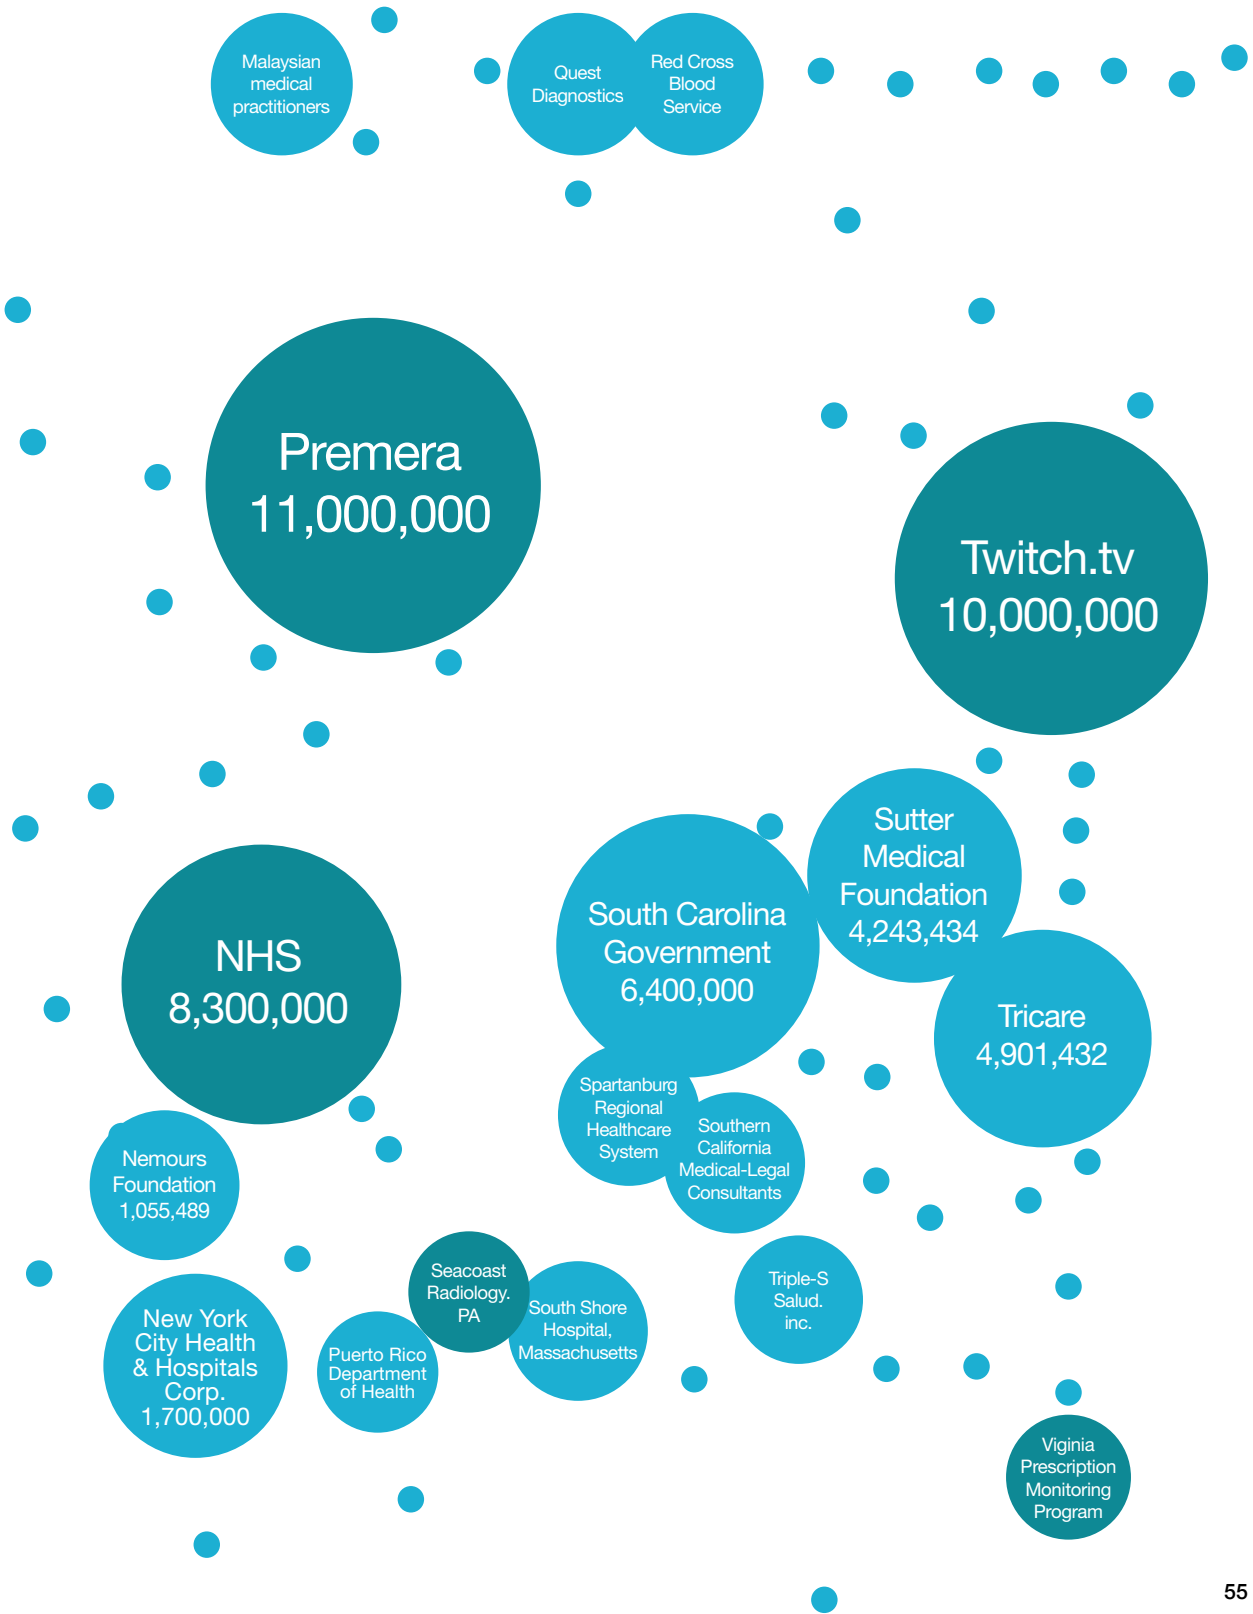 Malaysian
medical
practitioners
Quest
Diagnostics
Red Cross
Blood
Service
Premera
11,000,000
Twitch.tv
10,000,000
Sutter
Medical
Foundation
4,243,434
South Carolina
Government
6,400,000
NHS
8,300,000
Tricare
4,901,432
Spartanburg
Regional
Healthcare
System
Southern
California
Medical-Legal
Consultants
Nemours
Foundation
1,055,489
Seacoast
Radiology.
PA
South Shore
Hospital,
Massachusetts
Triple-S
Salud.
inc.
New York
City Health
& Hospitals
Corp.
1,700,000
Puerto Rico
Department
of Health
Viginia
Prescription
Monitoring
Program
55